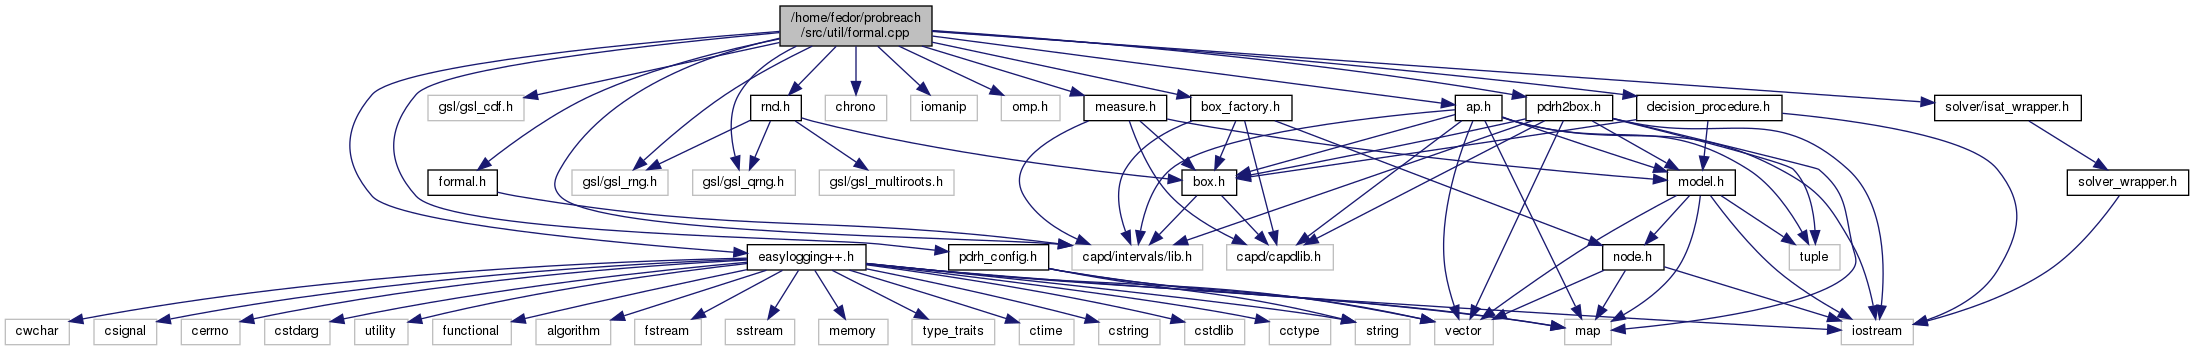 /home/fedor/probreach
/src/util/formal.cpp
gsl/gsl_cdf.h
rnd.h
chrono
iomanip
omp.h
measure.h
box_factory.h
ap.h
pdrh2box.h
decision_procedure.h
solver/isat_wrapper.h
formal.h
gsl/gsl_rng.h
gsl/gsl_qrng.h
gsl/gsl_multiroots.h
box.h
model.h
solver_wrapper.h
easylogging++.h
pdrh_config.h
capd/intervals/lib.h
capd/capdlib.h
node.h
tuple
cwchar
csignal
cerrno
cstdarg
utility
functional
algorithm
fstream
sstream
memory
type_traits
ctime
cstring
cstdlib
cctype
string
vector
map
iostream